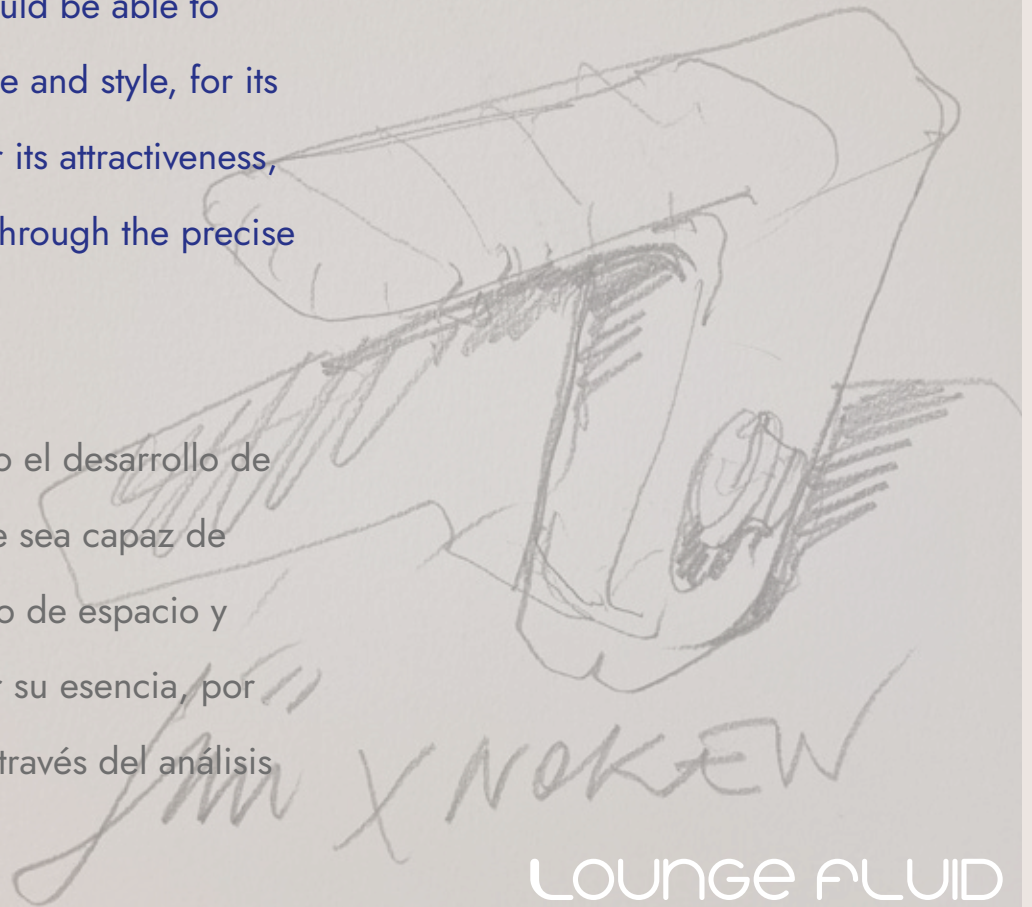 uld be able to
e and style, for its
r its attractiveness,
hrough the precise
o el desarrollo de
e sea capaz de
o de espacio y
r su esencia, por
través del análisis
X NOKEN
LOUNGE FLUID